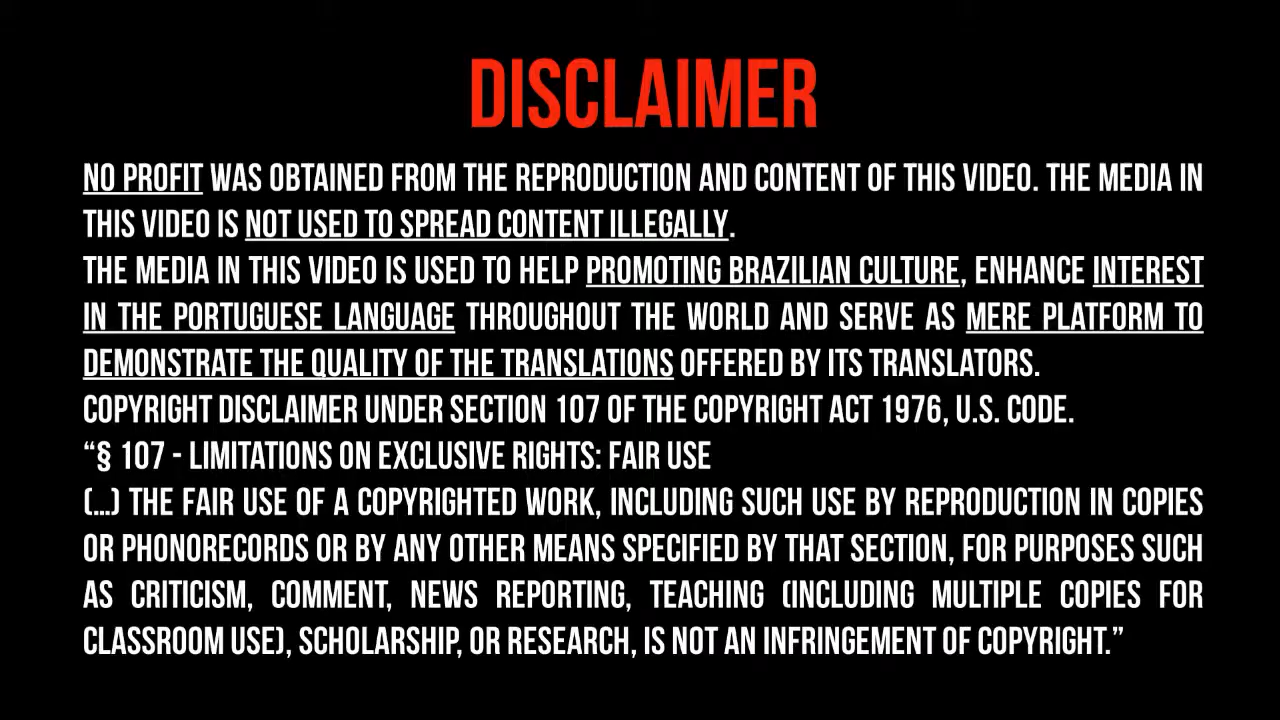 DISCLAIMER
NO PROFIT WAS OBTAINED FROM THE REPRODUCTION AND CONTENT OF THIS VIDEO. THE MEDIA IN
THIS VIDEO IS NOT USED TO SPREAD CONTENT ILLEGALLY.
THE MEDIA IN THIS VIDEO IS USED TO HELP PROMOTING BRAZILIAN CULTURE, ENHANCE INTEREST
IN THE PORTUGUESE LANGUAGE THROUGHOUT THE WORLD AND SERVE AS MERE PLATFORM TO
DEMONSTRATE THE QUALITY OF THE TRANSLATIONS OFFERED BY ITS TRANSLATORS.
COPYRIGHT DISCLAIMER UNDER SECTION 107 OF THE COPYRIGHT ACT 1976, U.S. CODE.
“§ 107 - LIMITATIONS ON EXCLUSIVE RIGHTS: FAIR USE
(...) THE FAIR USE OF A COPYRIGHTED WORK, INCLUDING SUCH USE BY REPRODUCTION IN COPIES
OR PHONORECORDS OR BY ANY OTHER MEANS SPECIFIED BY THAT SECTION, FOR PURPOSES SUCH
AS CRITICISM, COMMENT, NEWS REPORTING, TEACHING (INCLUDING MULTIPLE COPIES FOR
CLASSROOM USE), SCHOLARSHIP, OR RESEARCH, IS NOT AN INFRINGEMENT OF COPYRIGHT.”